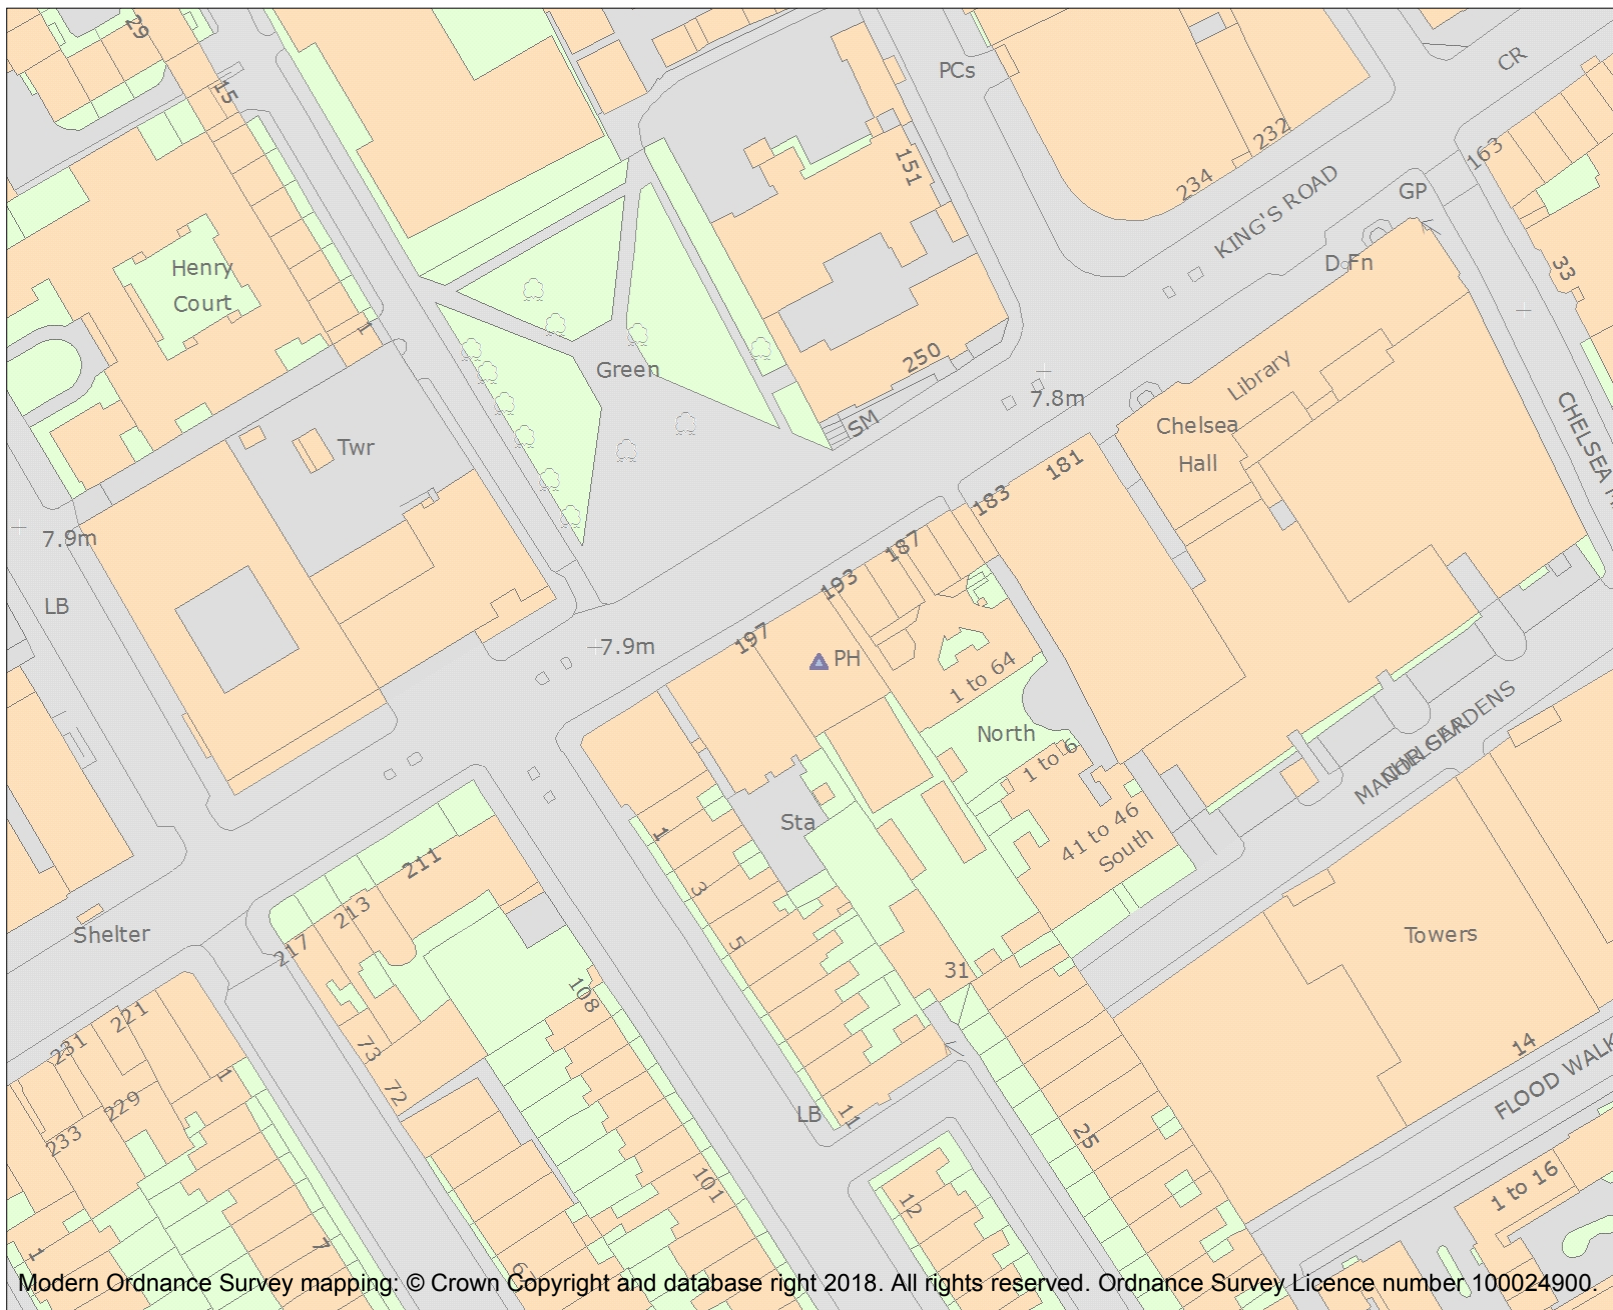 29
15
PCs
CR
232
163
151
234
GP
KING'S ROAD
Henry
Court
D Fn
33
1
250
Green
Library
7.8m
SM
Chelsea
Hall
Twr
181
183
7.9m
187
193
LB
197
7.9m
PH
1 to 64
North
1 to 6
MANOR GARDENS
Sta
1
41 to 46
South
211
3
213
5
217
Shelter
Towers
31
108
221
231
73
14
1
72
229
FLOOD WALK
LB
11
25
233
101
12
1 to 16
7
1
Modern Ordnance Survey mapping: © Crown Copyright and database right 2018. All rights reserved. Ordnance Survey Licence number 100024900.